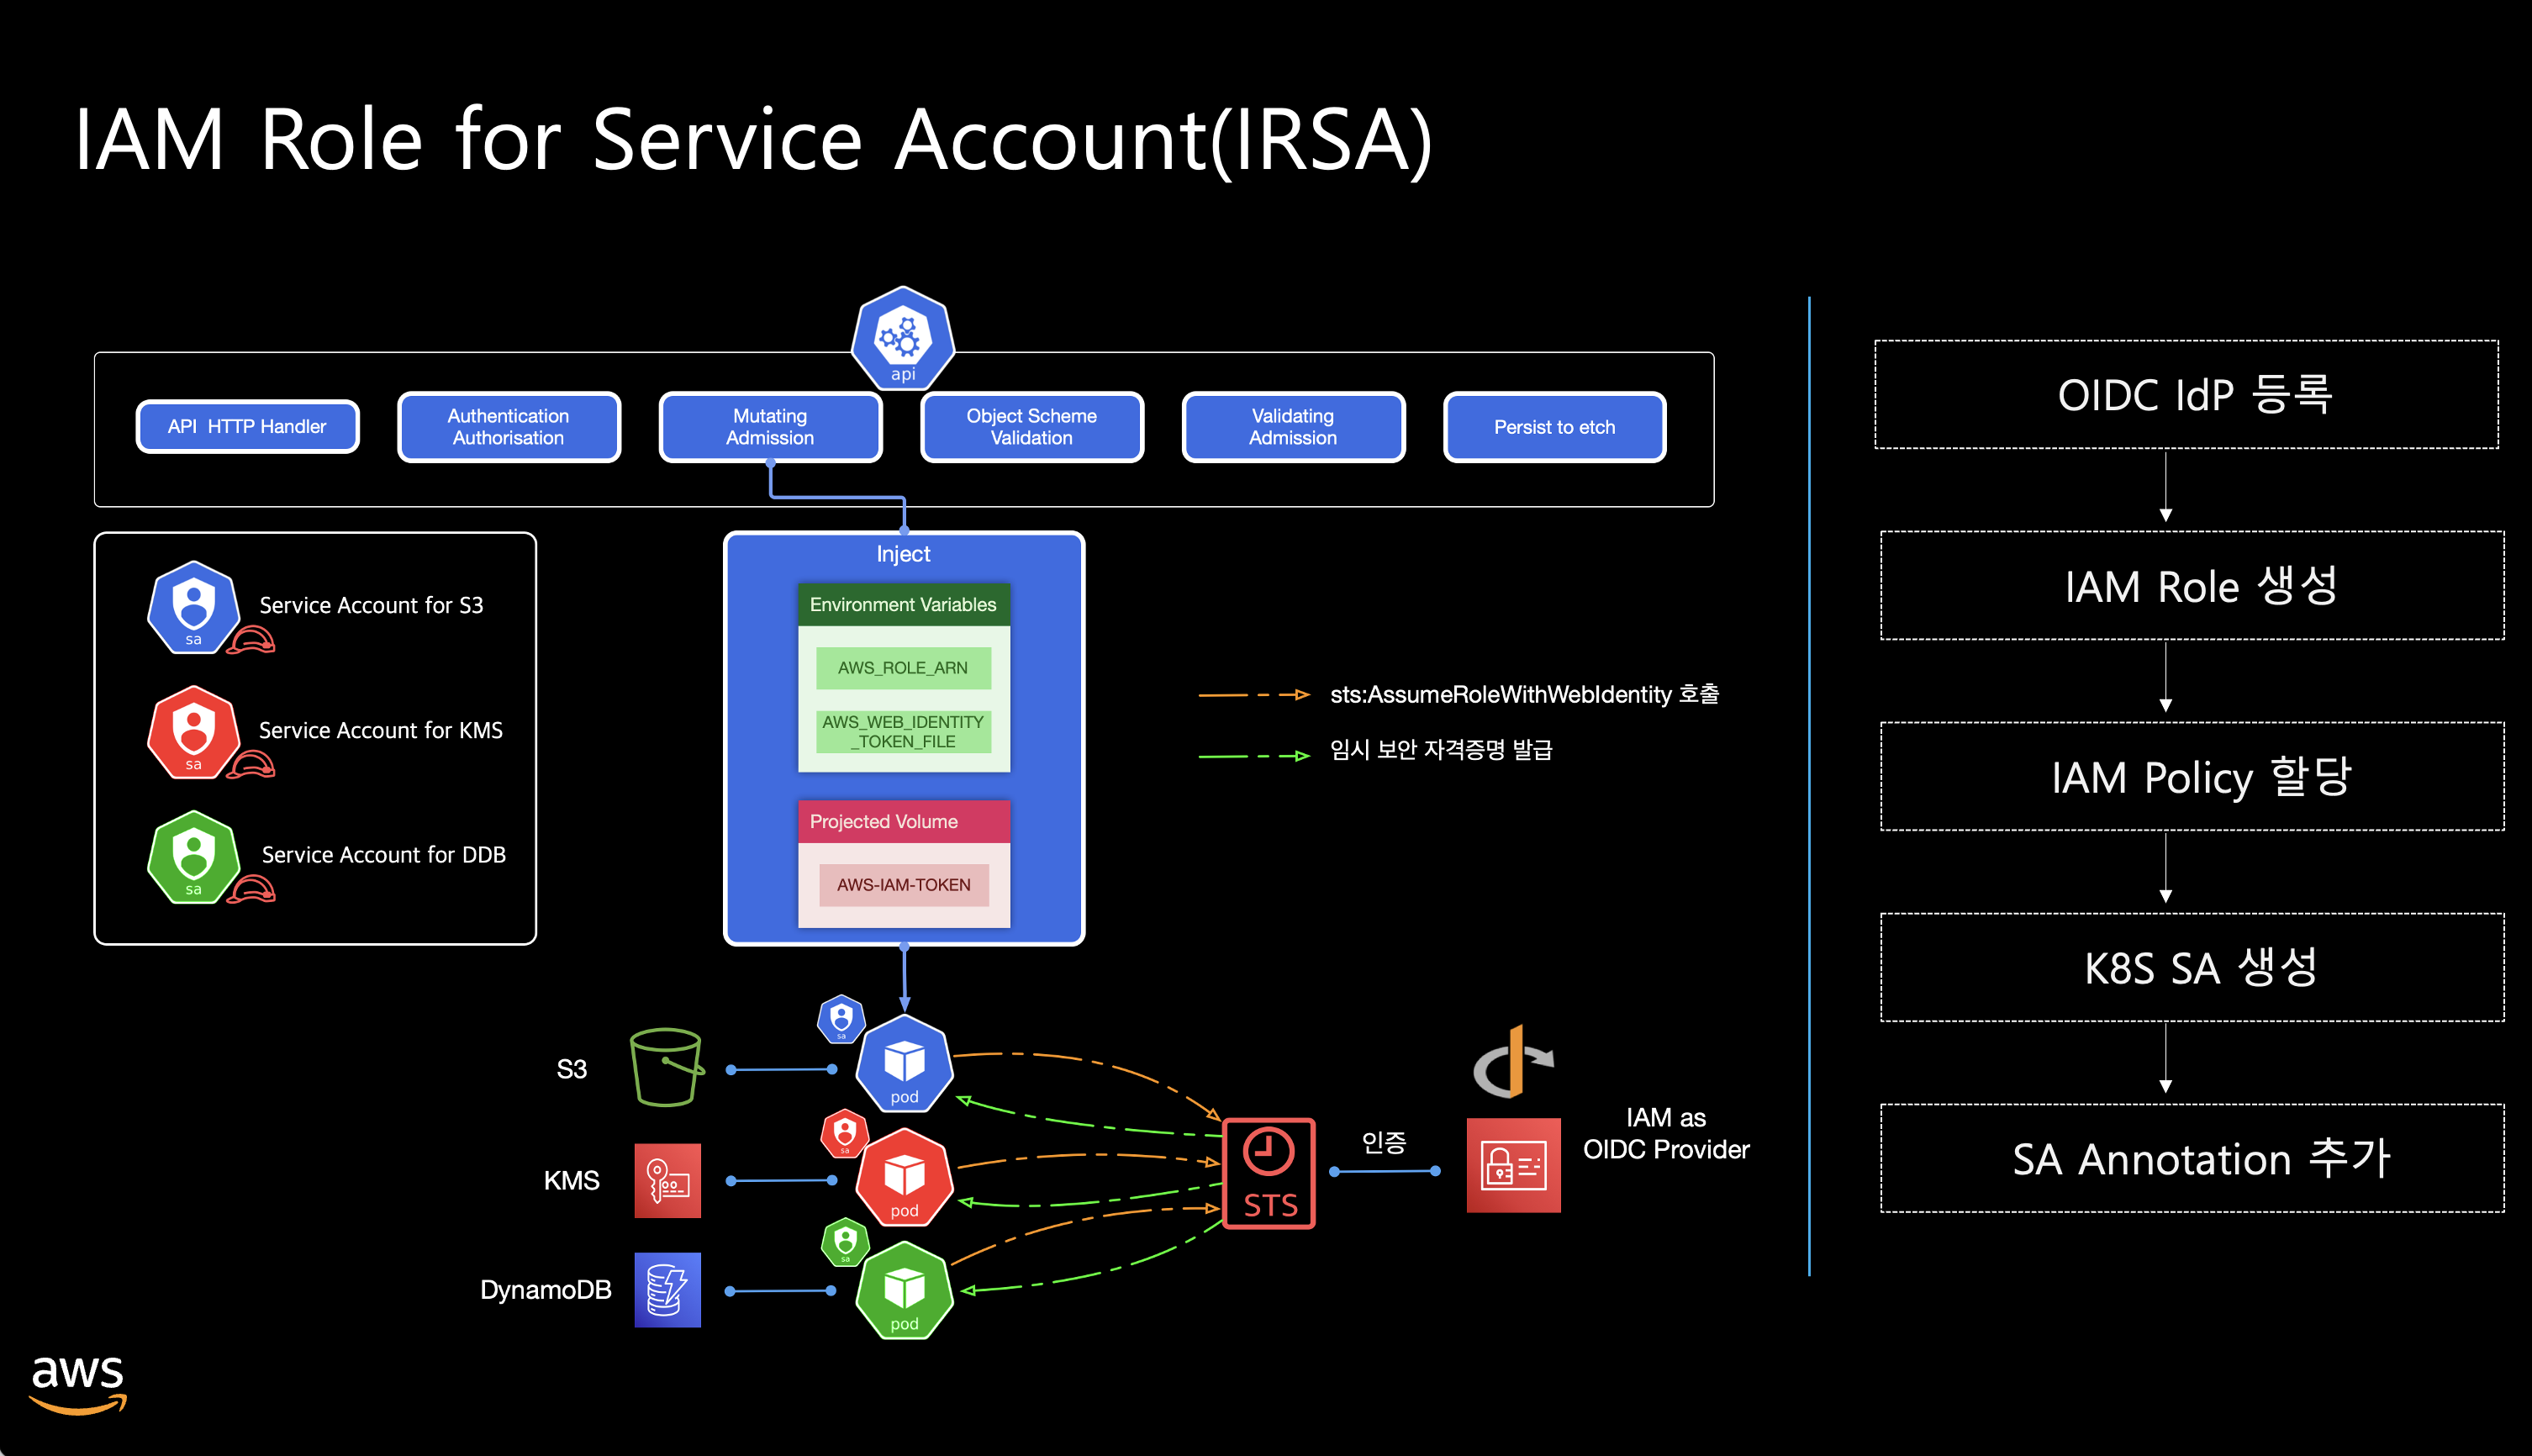 IAM Role for Service Account(IRSA)
api
API HTTP Handler
Authentication
Authorisation
Mutating
Admission
Object Scheme
Validation
Validating
Admission
Persist to etch
sa
Service Account for S3
sa
Service Account for KMS
sa
Service Account for DDB
Inject
Environment Variables
AWS_ROLE_ARN
AWS_WEB_IDENTITY
_TOKEN_FILE
Projected Volume
AWS-IAM-TOKEN
sts:AssumeRoleWithWebIdentity 호출
임시 보안 자격증명 발급
S3
sa
pod
KMS
sa
pod
DynamoDB
sa
pod
STS
인증
IAM as
OIDC Provider
OIDC IdP 등록
IAM Role 생성
IAM Policy 할당
K8S SA 생성
SA Annotation 추가
aws